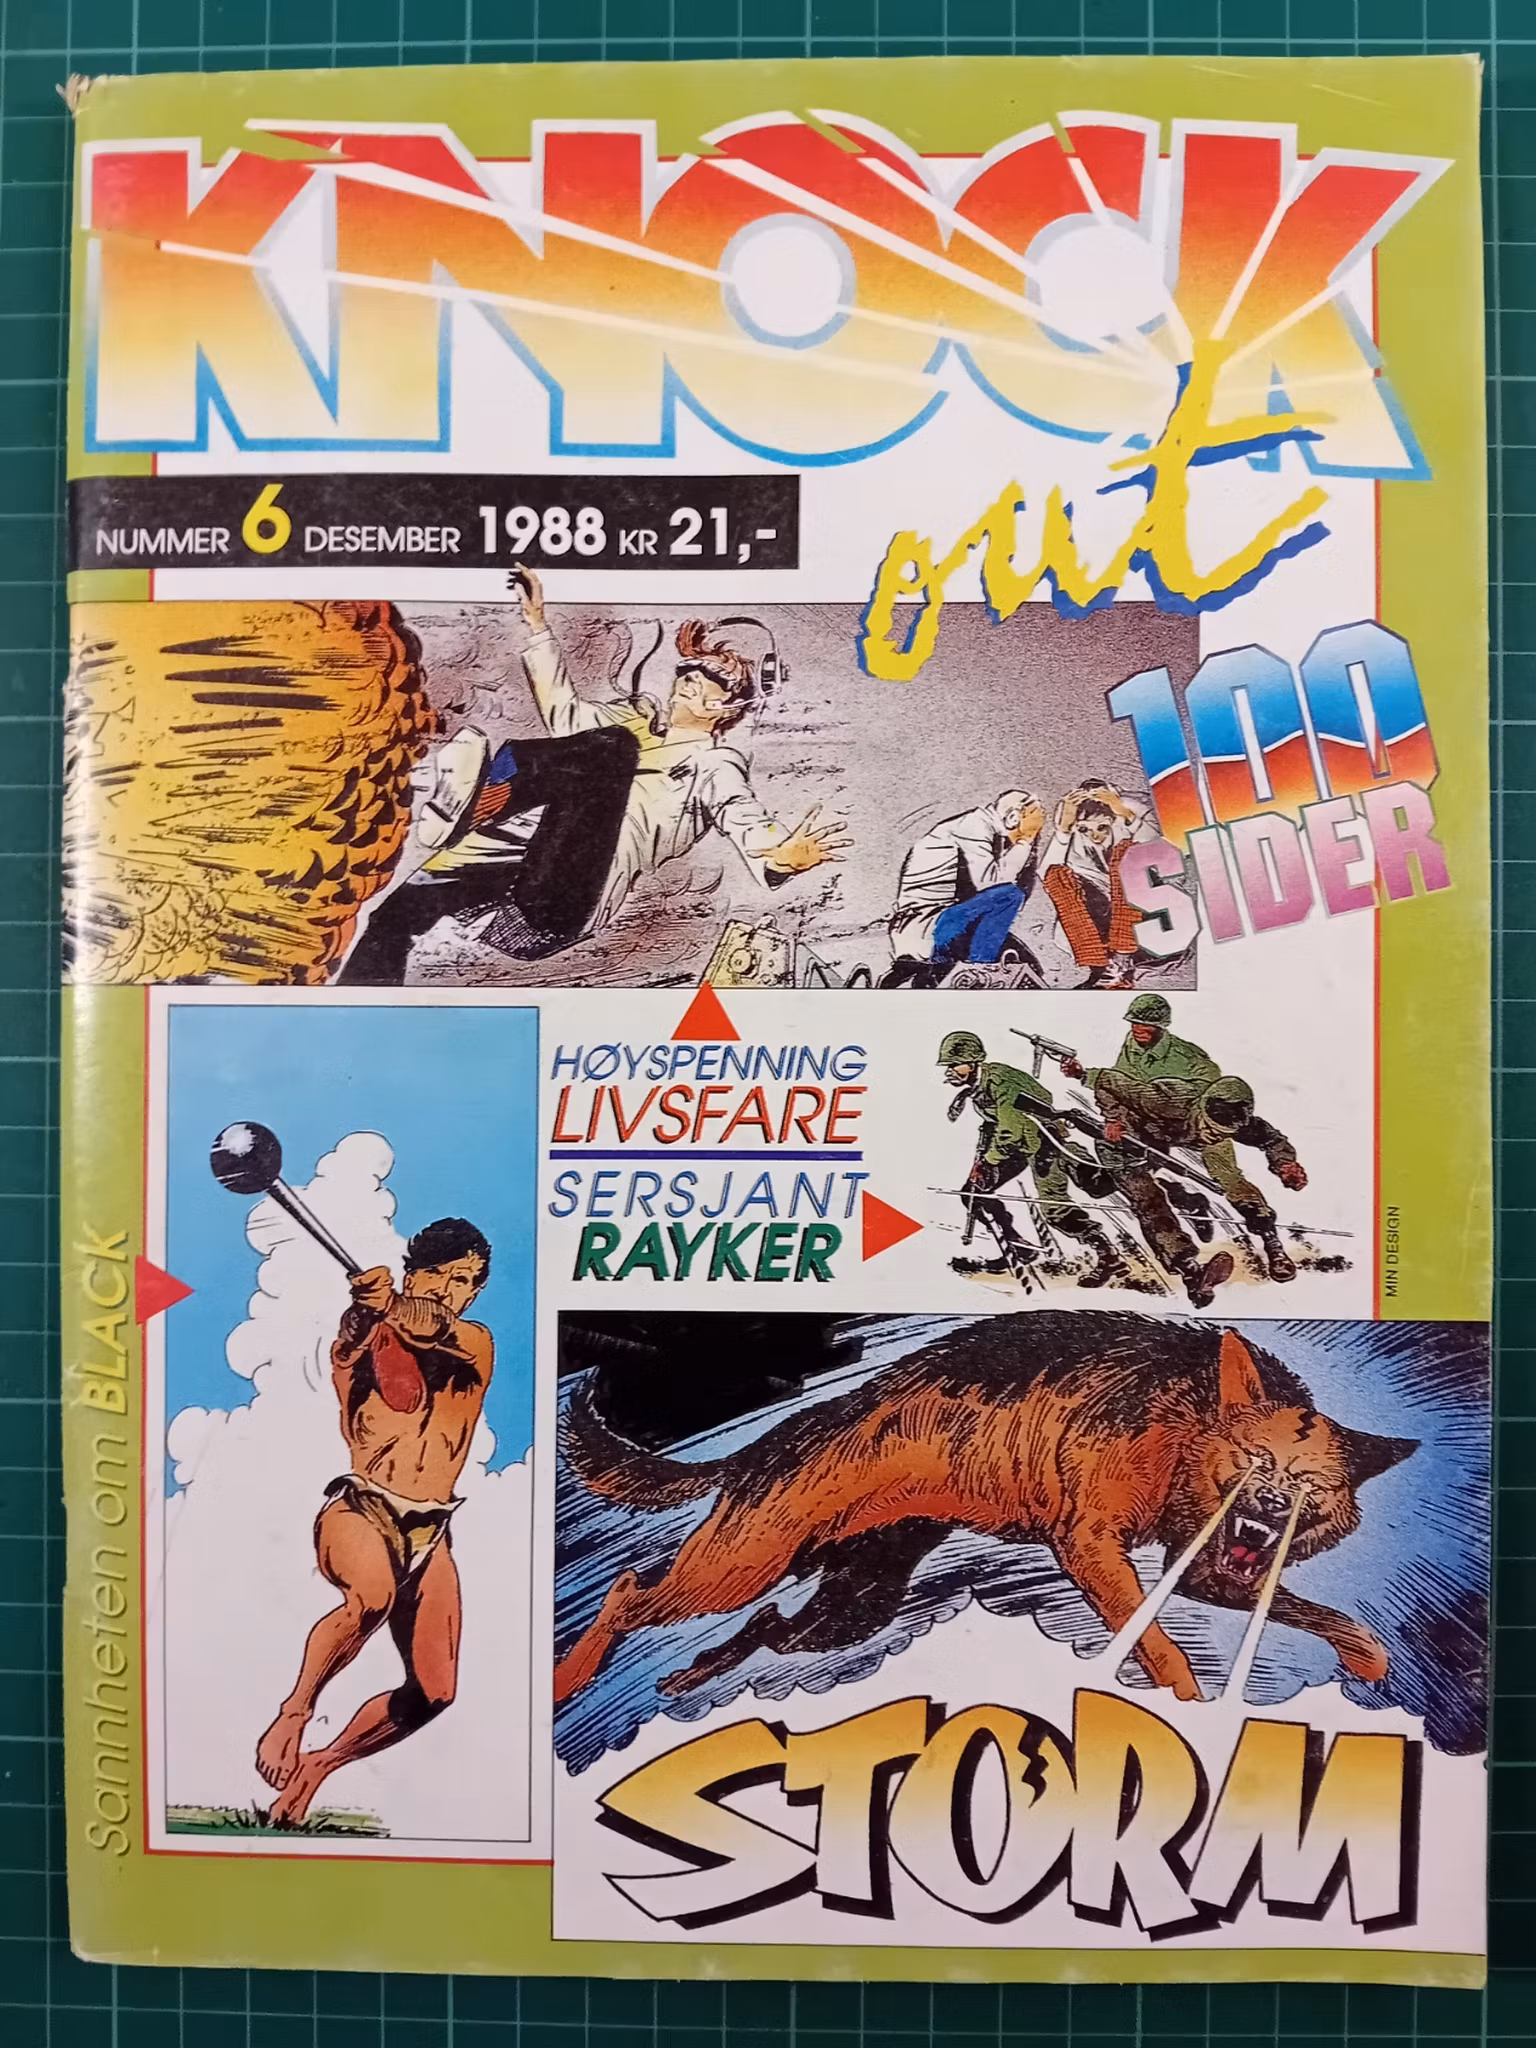 KNOCK
out
NUMMER 6 DESEMBER 1988 KR 21,-
100
SIDER
HØYSPENNING
LIVSFARE
SERSJANT
RAYKER
MIN DESIGN
Sannheten om BLACK
STORM